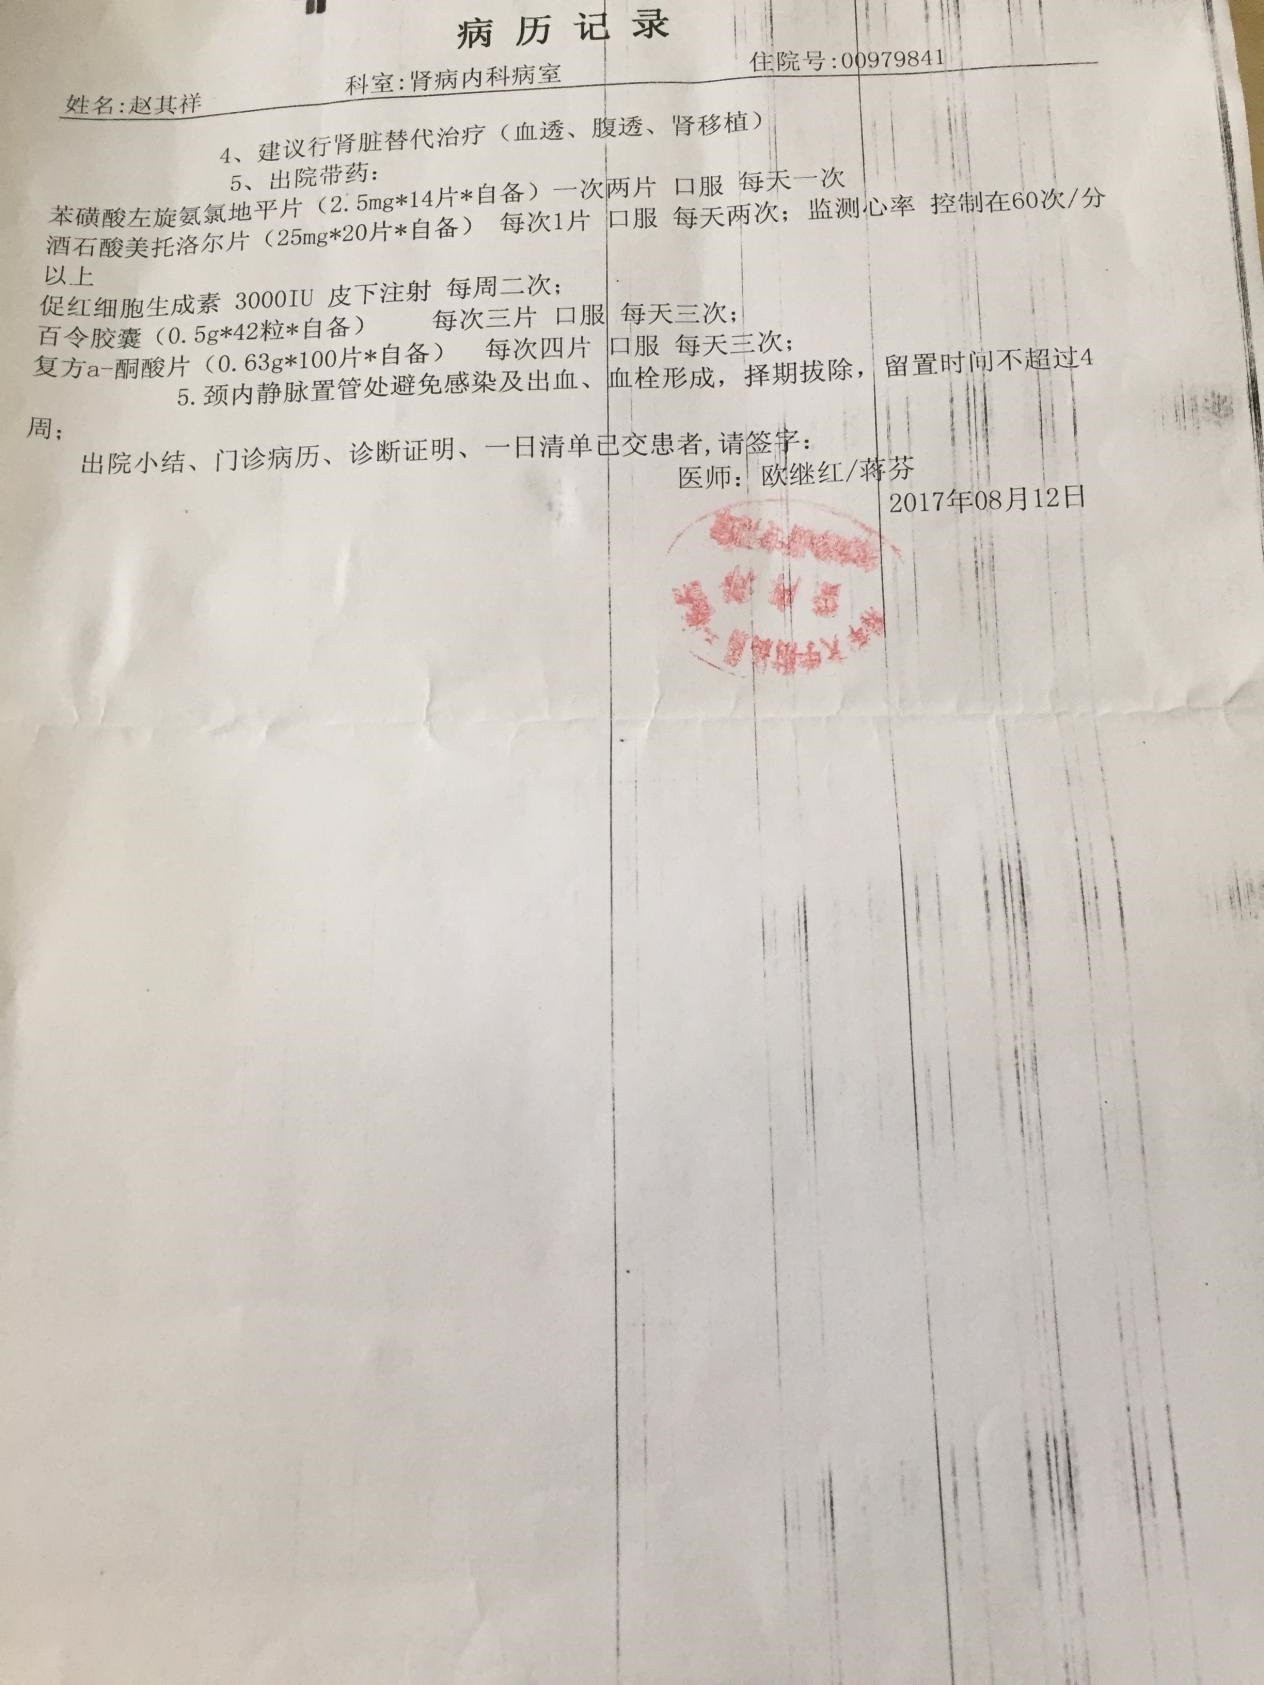 病历记录
姓名:赵其祥 科室:肾病内科病室 住院号:00979841
4、建议行肾脏替代治疗（血透、腹透、肾移植）
5、出院带药：
苯磺酸左旋氨氯地平片（2.5mg*14片*自备）一次两片 口服 每天一次
酒石酸美托洛尔片（25mg*20片*自备） 每次1片 口服 每天两次；监测心率 控制在60次/分
以上
促红细胞生成素 3000IU 皮下注射 每周二次；
百令胶囊（0.5g*42粒*自备） 每次三片 口服 每天三次；
复方a-酮酸片（0.63g*100片*自备） 每次四片 口服 每天三次；
5.颈内静脉置管处避免感染及出血、血栓形成，择期拔除，留置时间不超过4
周；
出院小结、门诊病历、诊断证明、一日清单已交患者,请签字：
医师：欧继红/蒋芬
2017年08月12日